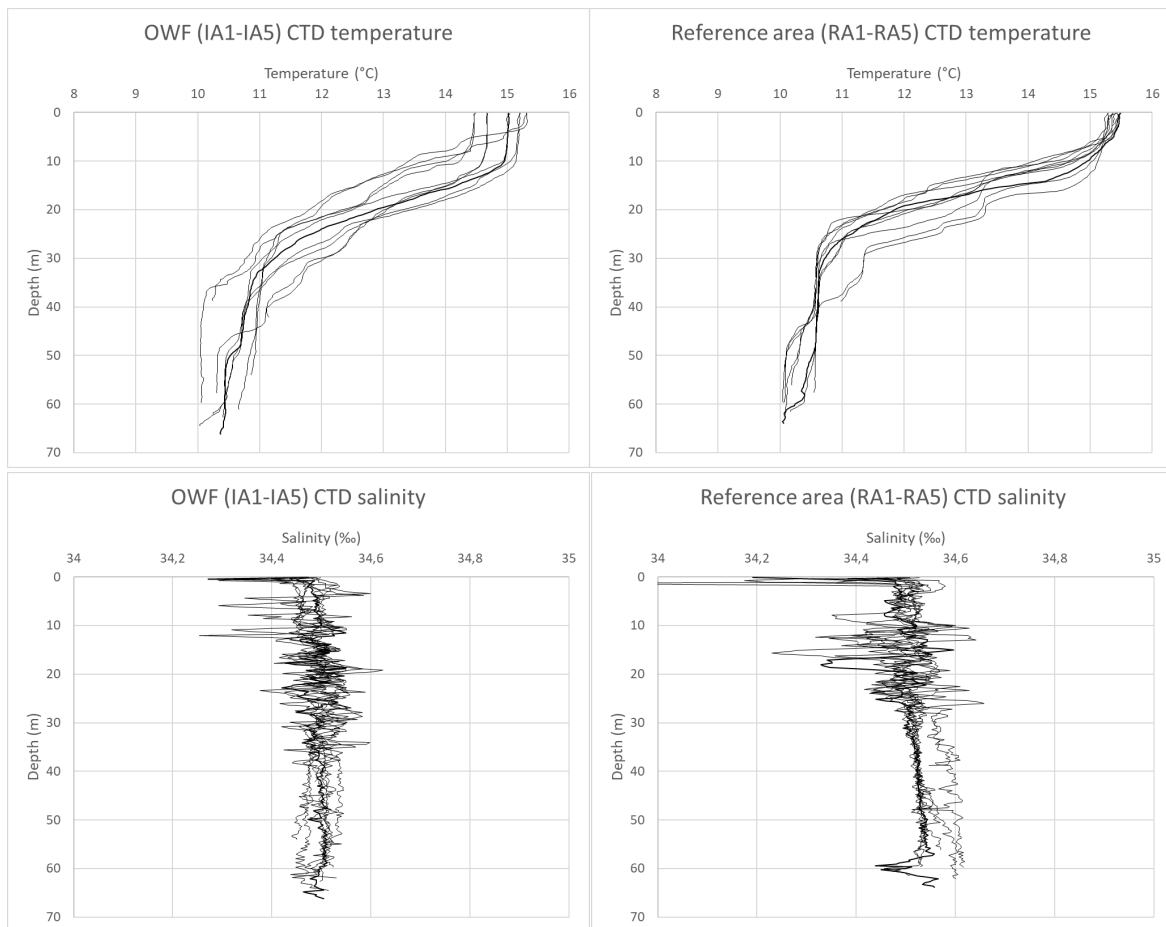 OWF (IA1-IA5) CTD temperature
Temperature (°C)
8 9 10 11 12 13 14 15 16
0
10
20
30
40
50
60
70
Depth (m)
Reference area (RA1-RA5) CTD temperature
Temperature (°C)
8 9 10 11 12 13 14 15 16
0
10
20
30
40
50
60
70
Depth (m)
OWF (IA1-IA5) CTD salinity
Salinity (‰)
34 34,2 34,4 34,6 34,8 35
0
10
20
30
40
50
60
70
Depth (m)
Reference area (RA1-RA5) CTD salinity
Salinity (‰)
34 34,2 34,4 34,6 34,8 35
0
10
20
30
40
50
60
70
Depth (m)